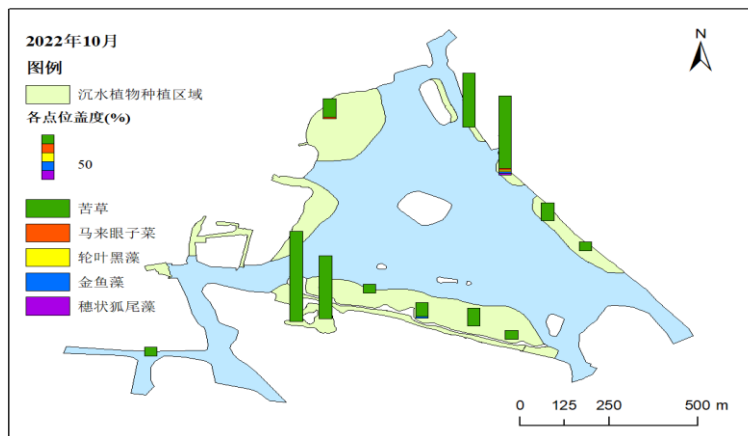 2022年10月
N
图例
沉水植物种植区域
各点位盖度(%)
50
苦草
马来眼子菜
轮叶黑藻
金鱼藻
穗状狐尾藻
0 125 250 500 m